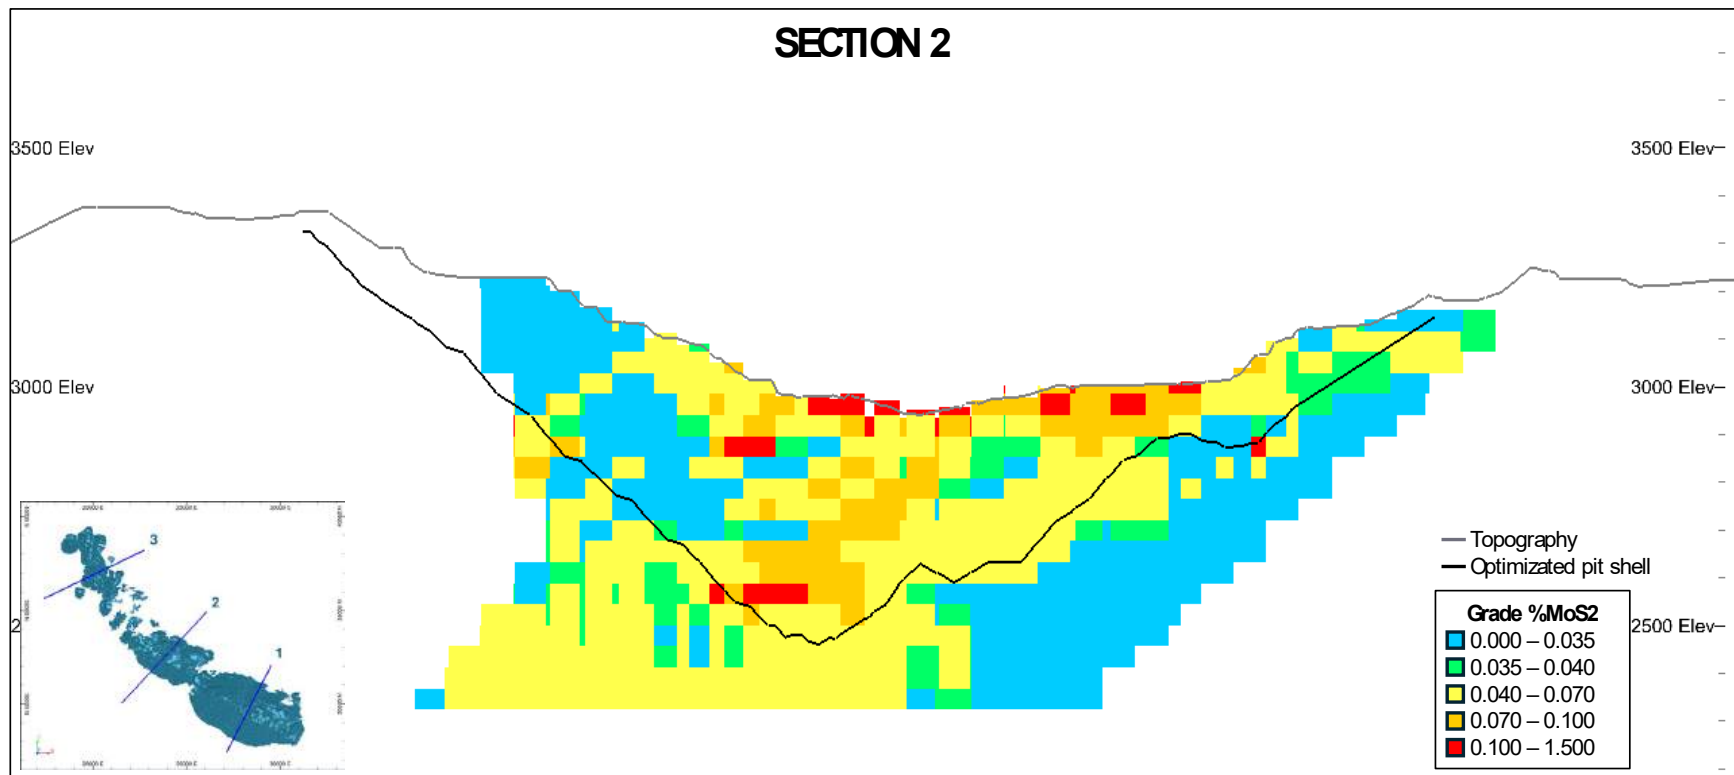 SECTION 2
3500 Elev
3500 Elev
3000 Elev
3000 Elev
2
2500 Elev
3
2
1
Topography
Optimizated pit shell
Grade %MoS2
0.000 – 0.035
0.035 – 0.040
0.040 – 0.070
0.070 – 0.100
0.100 – 1.500